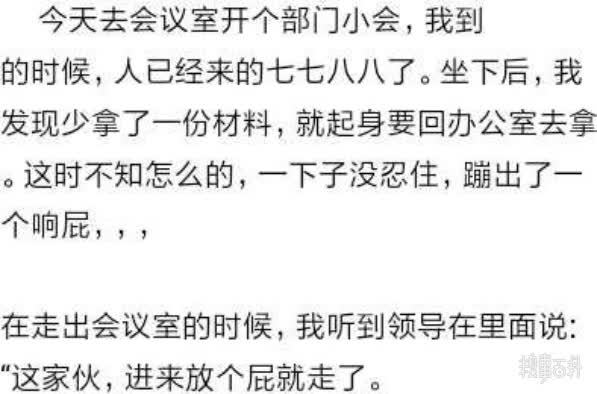 今天去会议室开个部门小会，我到
的时候，人已经来的七七八八了。坐下后，我
发现少拿了一份材料，就起身要回办公室去拿
。这时不知怎么的，一下子没忍住，蹦出了一
个响屁，，，
在走出会议室的时候，我听到领导在里面说：
“这家伙，进来放个屁就走了。